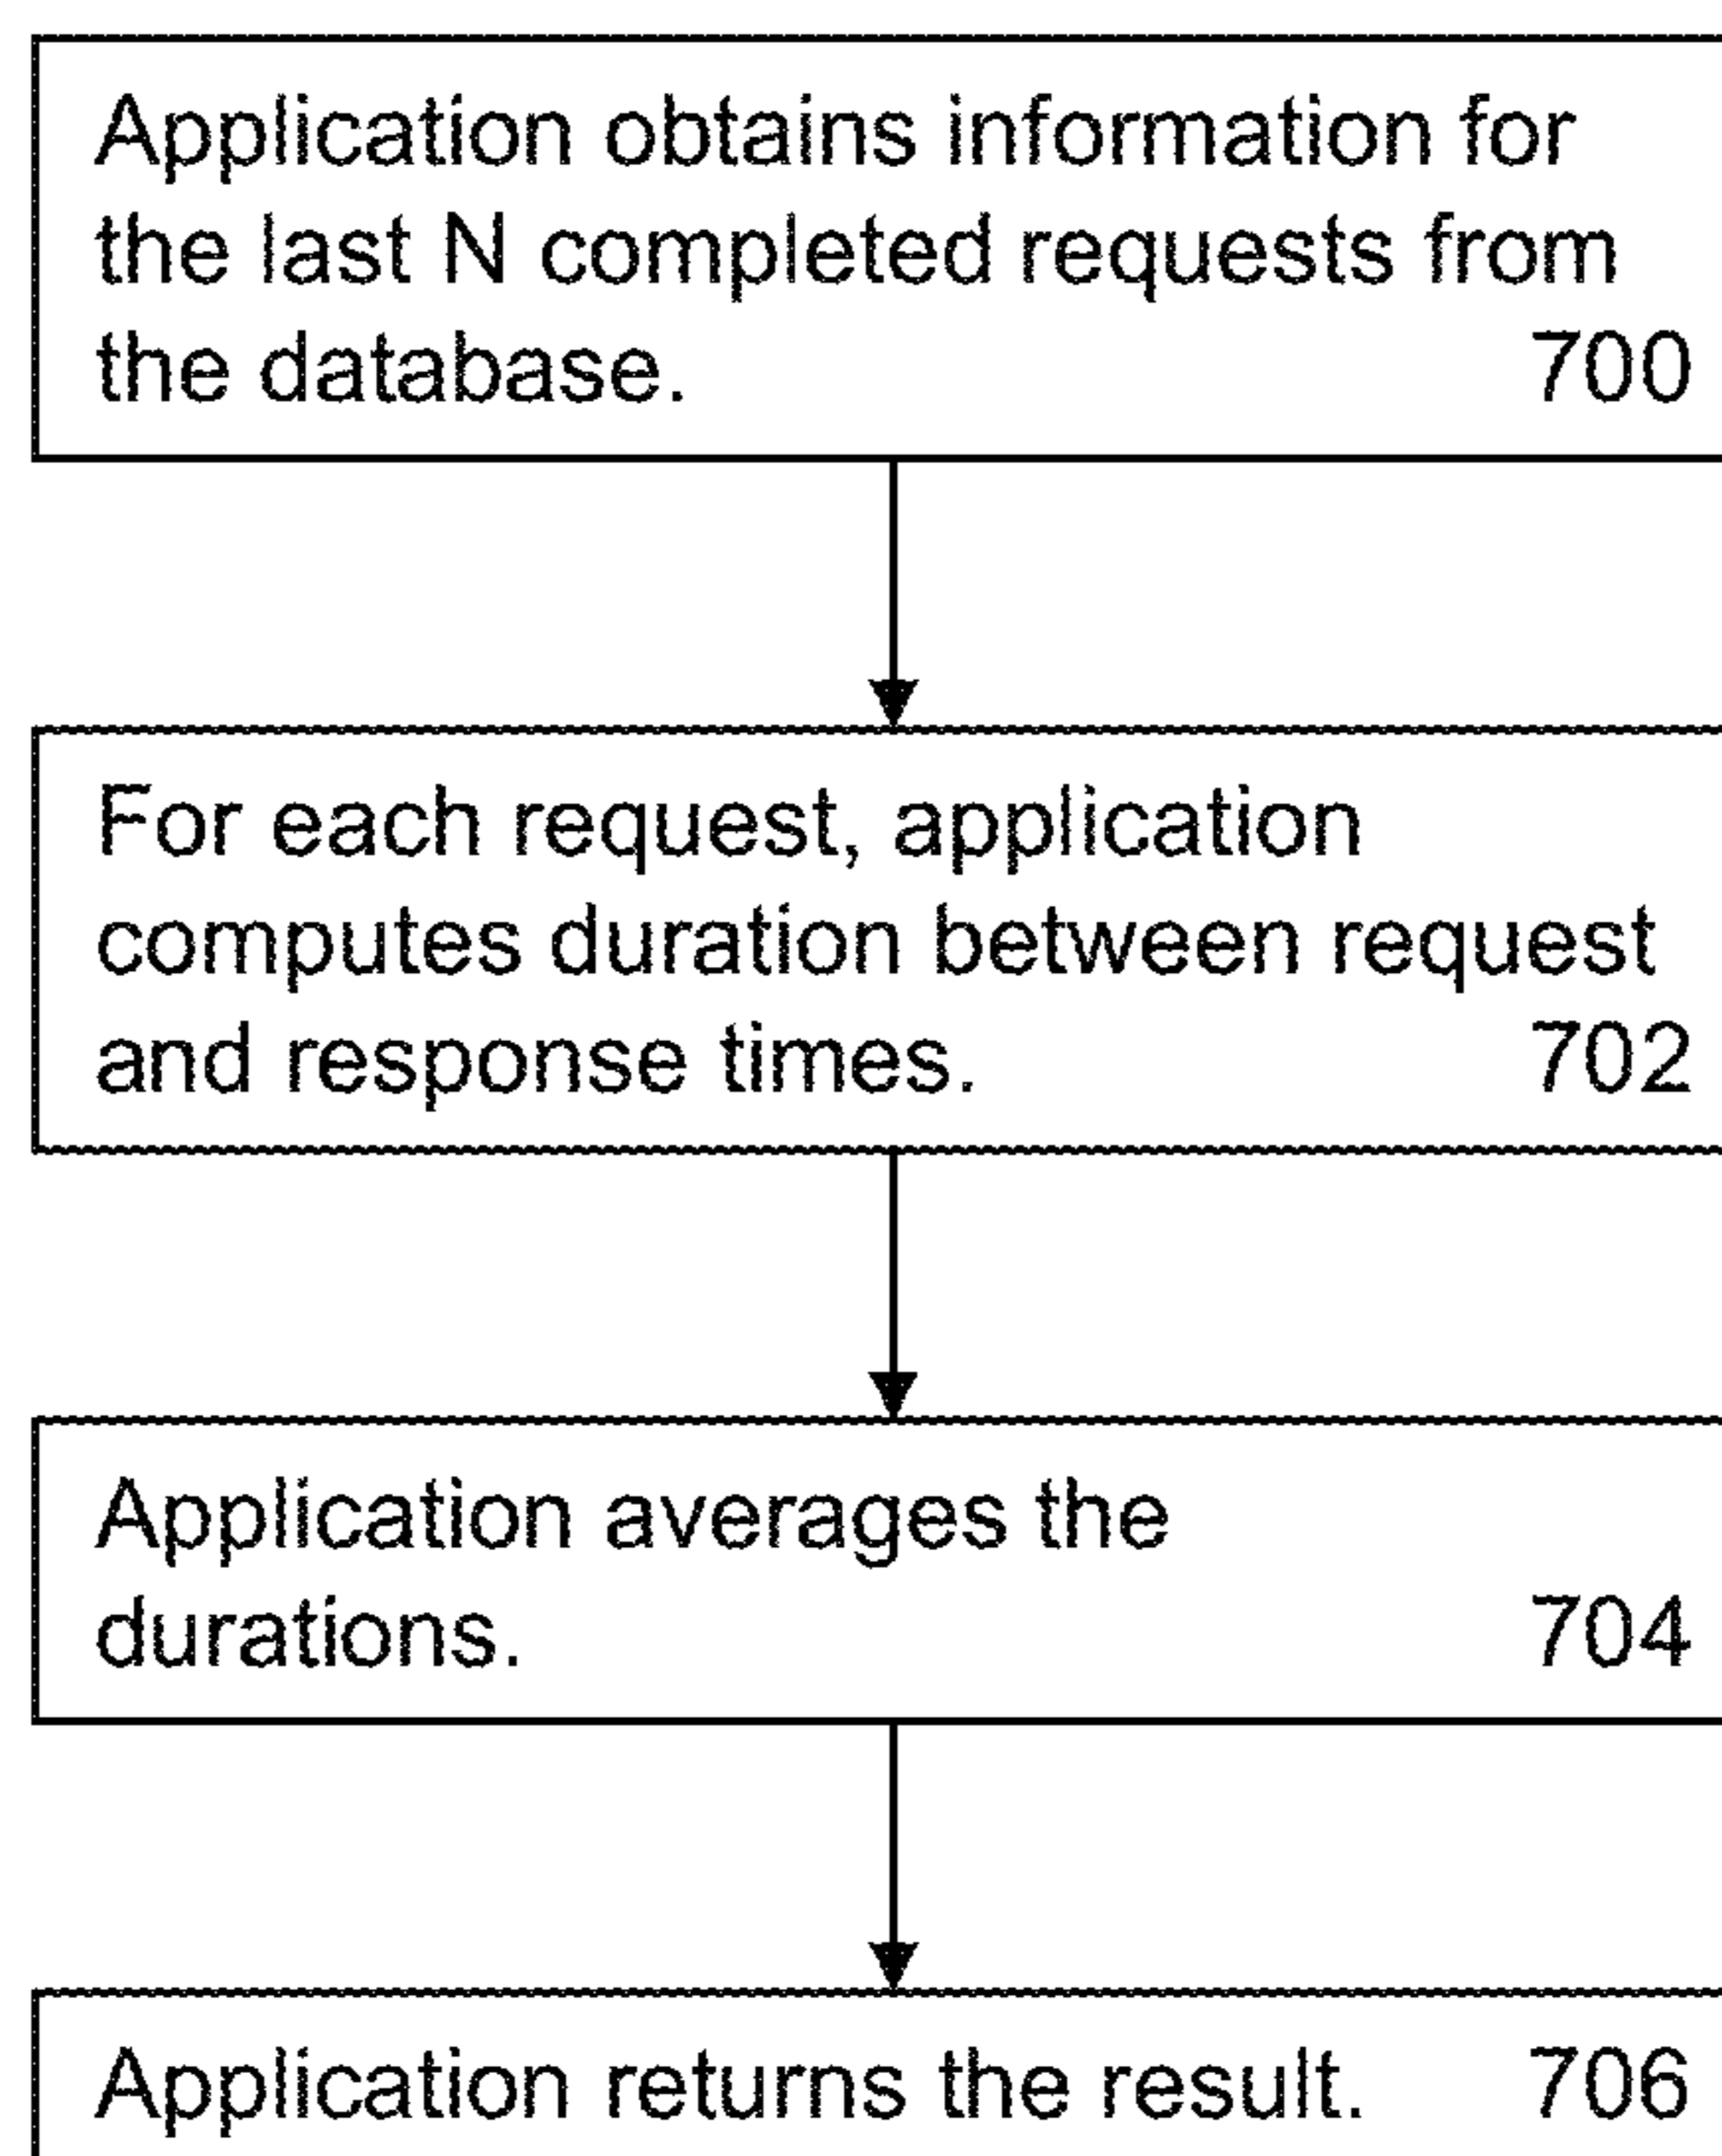 Application obtains information for
the last N completed requests from
the database. 700
For each request, application
computes duration between request
and response times. 702
Application averages the
durations. 704
Application returns the result. 706